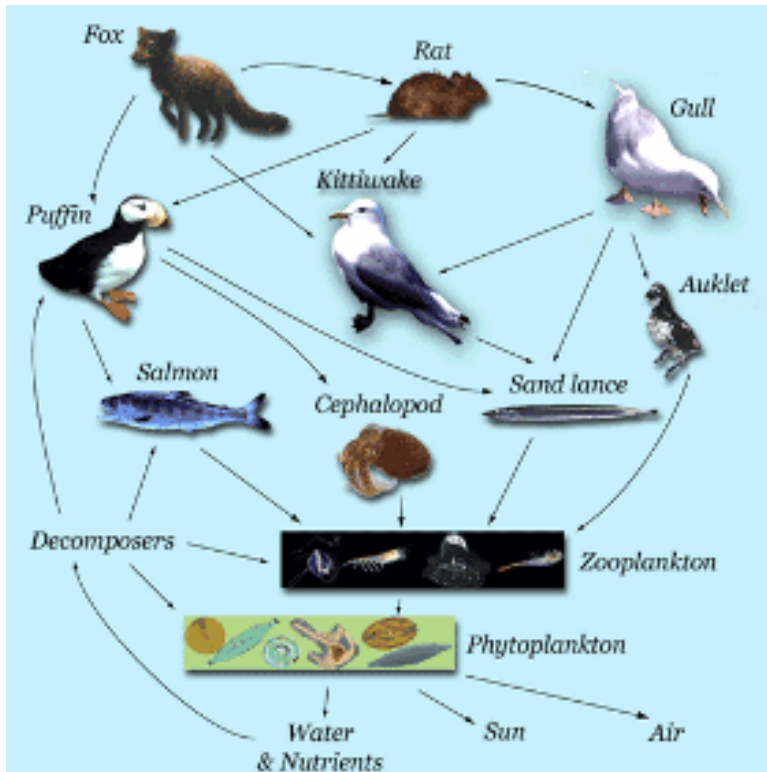 Fox
Rat
Gull
Kittiwake
Puffin
Auklet
Salmon
Sand lance
Cephalopod
Decomposers
Zooplankton
Phytoplankton
Water
& Nutrients
Sun
Air